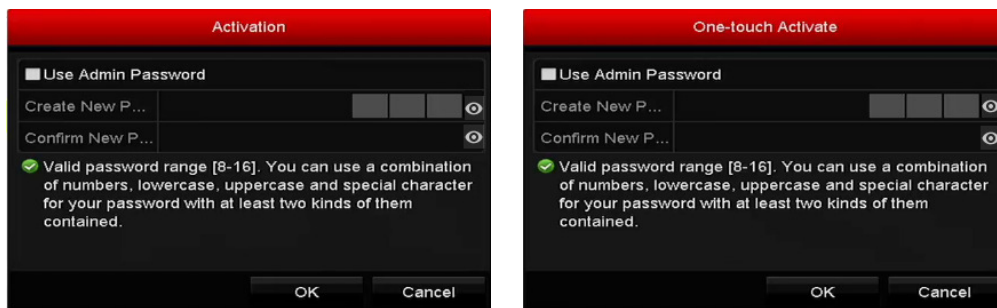 Activation
Use Admin Password
Create New P...
Confirm New P...
Valid password range [8-16]. You can use a combination
of numbers, lowercase, uppercase and special character
for your password with at least two kinds of them
contained.
OK Cancel
One-touch Activate
Use Admin Password
Create New P...
Confirm New P...
Valid password range [8-16]. You can use a combination
of numbers, lowercase, uppercase and special character
for your password with at least two kinds of them
contained.
OK Cancel